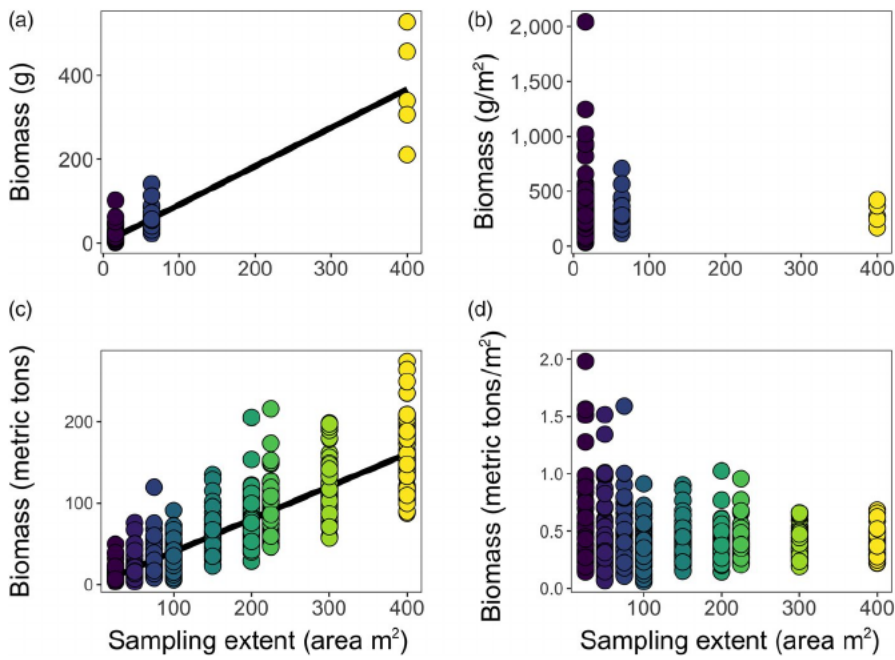 (a)
Biomass (g)
400
200
0
0 100 200 300 400
(b)
Biomass (g/m²)
2,000
1,500
1,000
500
0
0 100 200 300 400
(c)
Biomass (metric tons)
200
100
0
100 200 300 400
Sampling extent (area m²)
(d)
Biomass (metric tons/m²)
2.0
1.5
1.0
0.5
0.0
100 200 300 400
Sampling extent (area m²)